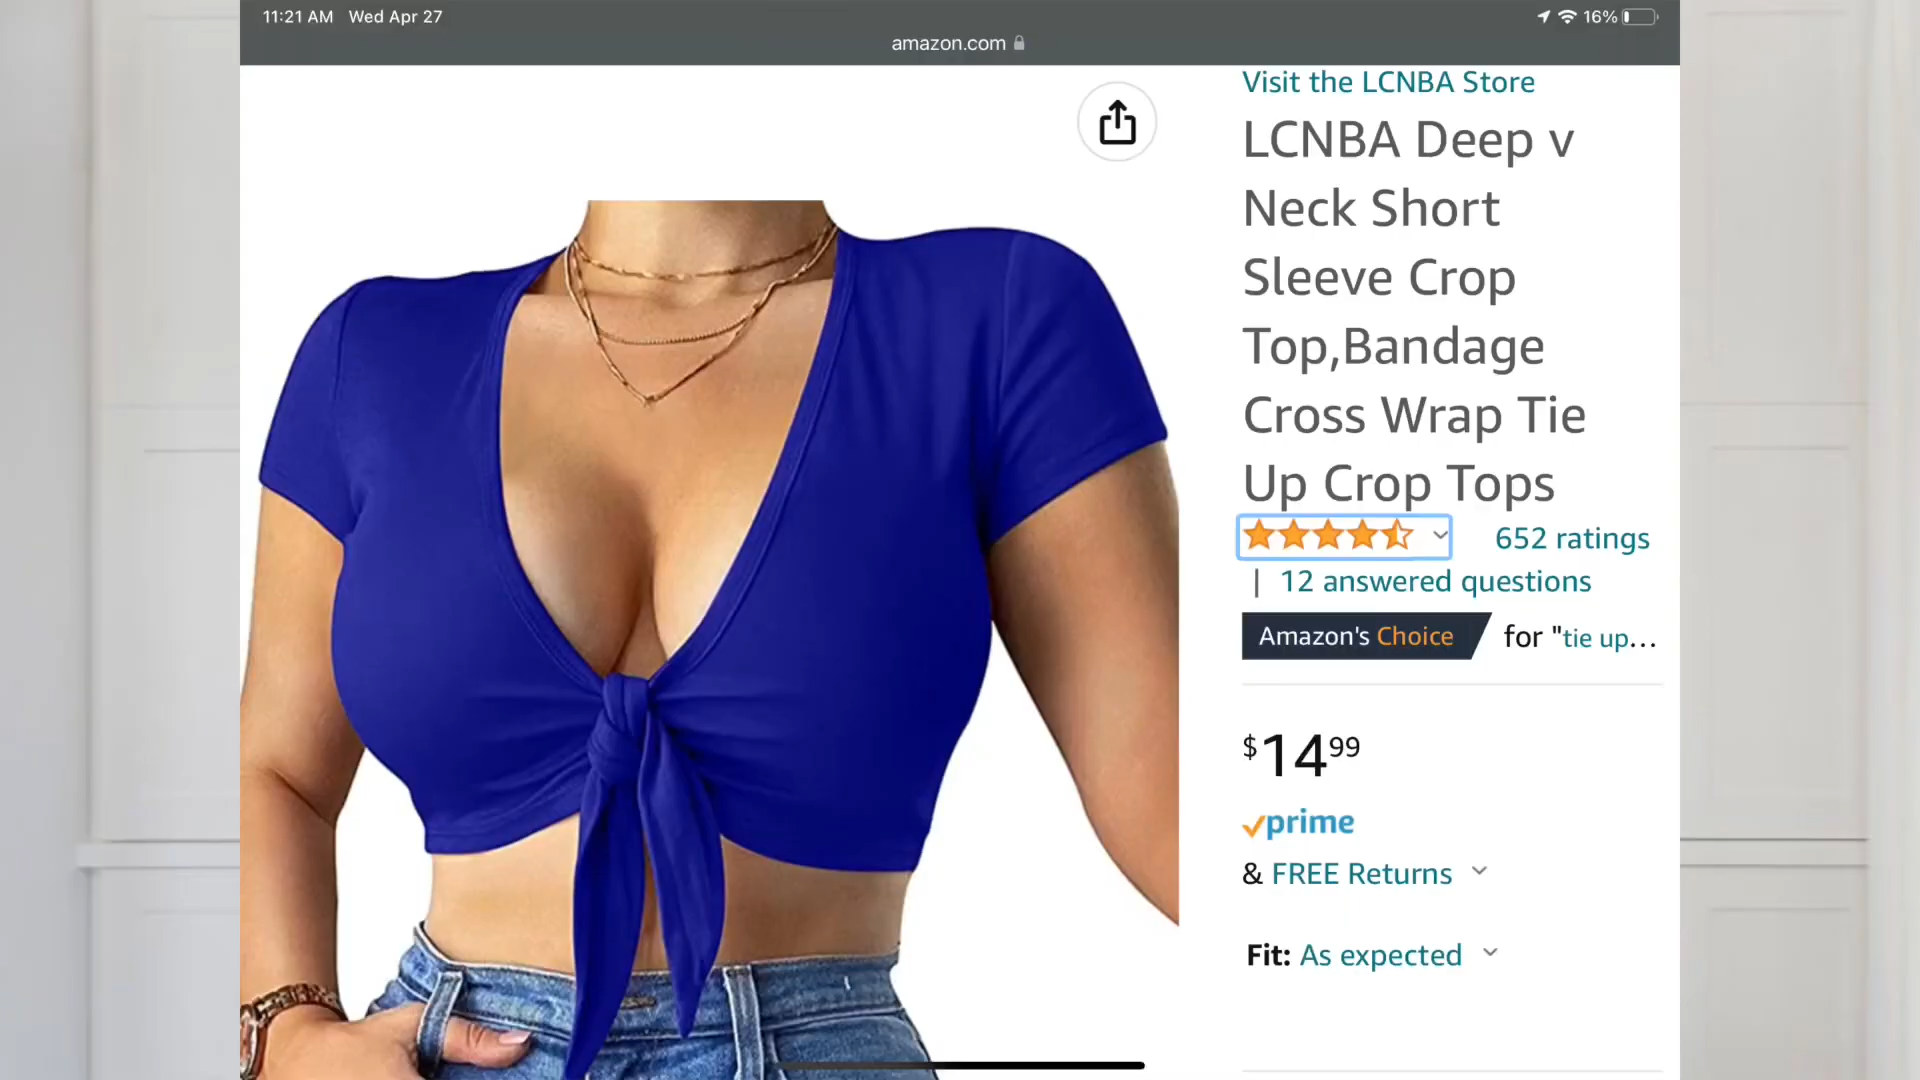 11:21 AM Wed Apr 27
16%
amazon.com
Visit the LCNBA Store
LCNBA Deep v
Neck Short
Sleeve Crop
Top,Bandage
Cross Wrap Tie
Up Crop Tops
652 ratings
| 12 answered questions
Amazon's Choice for "tie up...
$14 99
prime
& FREE Returns
Fit: As expected